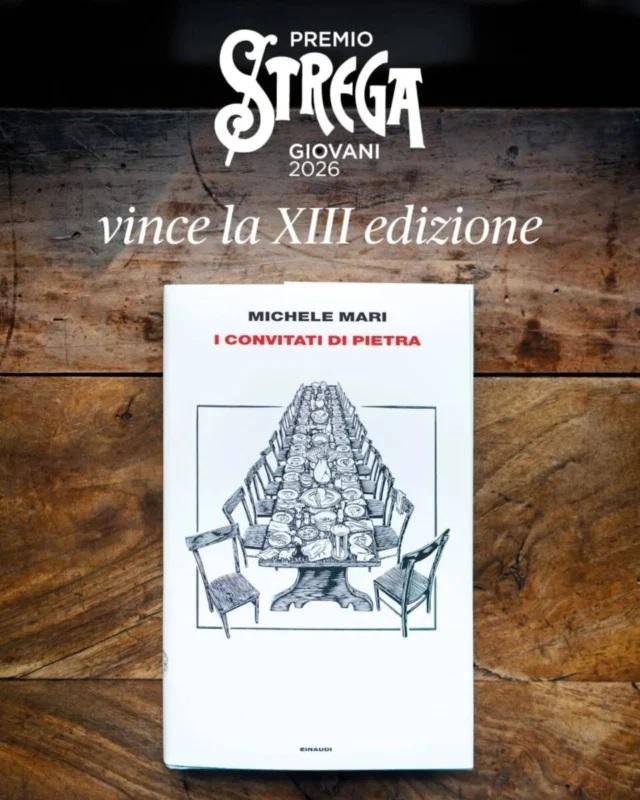 PREMIO
STREGA
GIOVANI
2026
vince la XIII edizione
MICHELE MARI
I CONVITATI DI PIETRA
EINAUDI